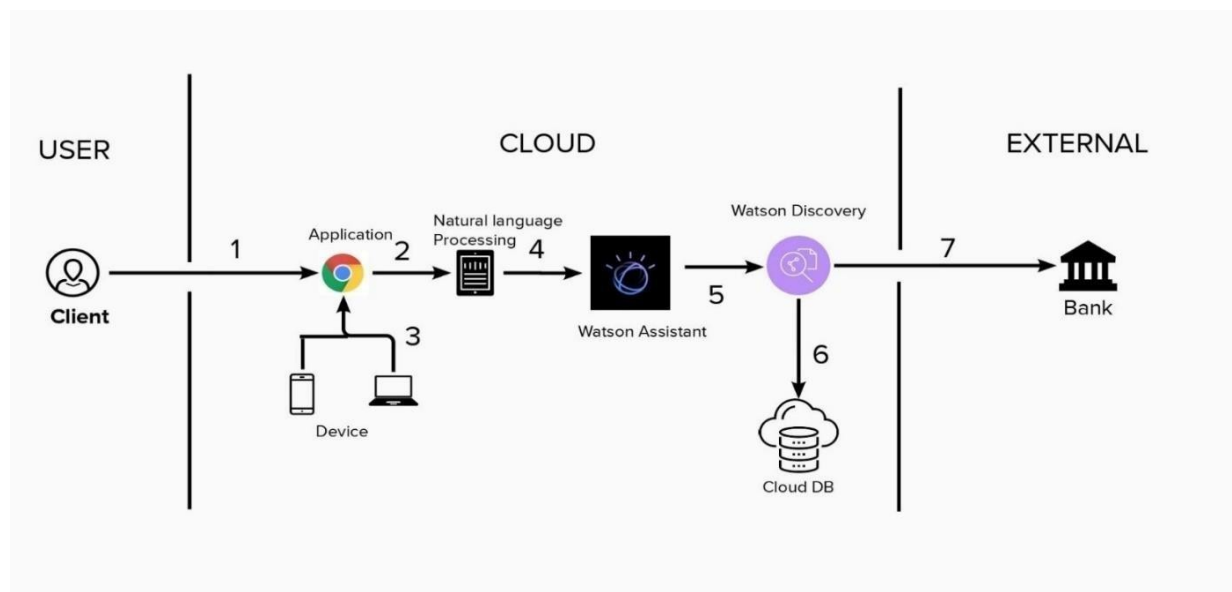 USER
CLOUD
EXTERNAL
Client
1
Application
2
3
Device
Natural language
Processing
4
Watson Assistant
5
Watson Discovery
6
Cloud DB
7
Bank